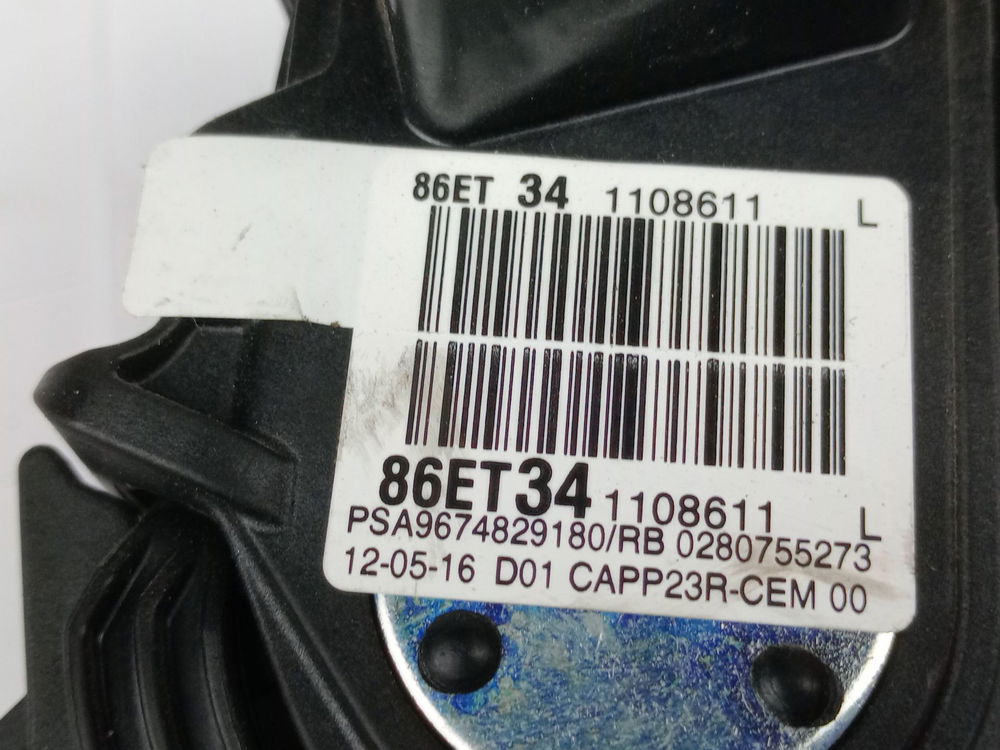 86ET 34 1108611 L
86ET34 1108611 L
PSA9674829180/RB 0280755273
12-05-16 D01 CAPP23R-CEM 00